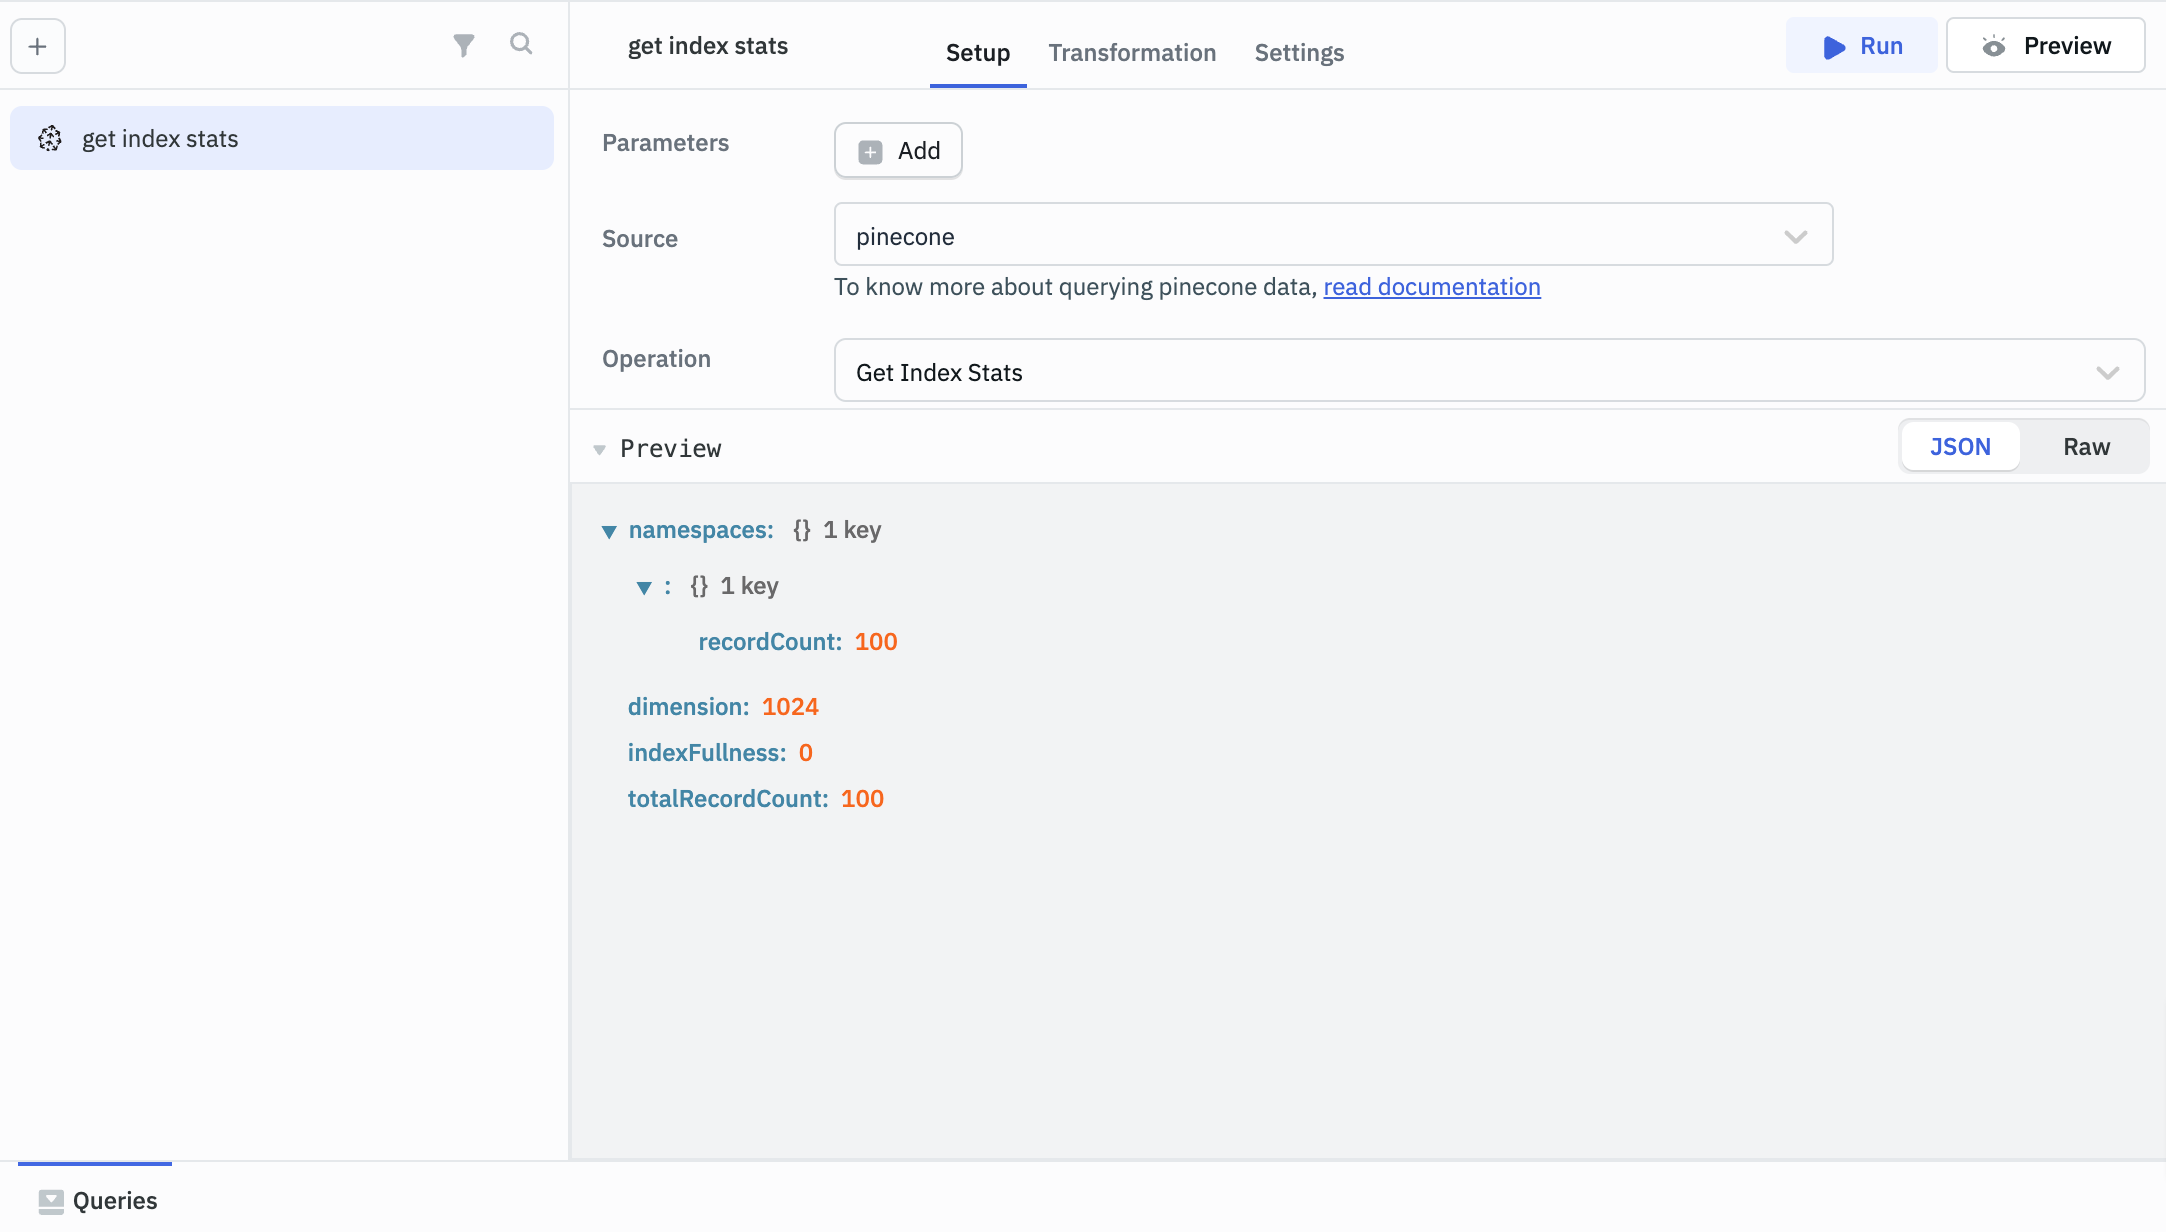 get index stats
Setup
Transformation
Settings
Run
Preview
get index stats
Parameters
Add
Source
pinecone
To know more about querying pinecone data, read documentation
Operation
Get Index Stats
Preview
JSON
Raw
namespaces: {} 1 key
: {} 1 key
recordCount: 100
dimension: 1024
indexFullness: 0
totalRecordCount: 100
Queries